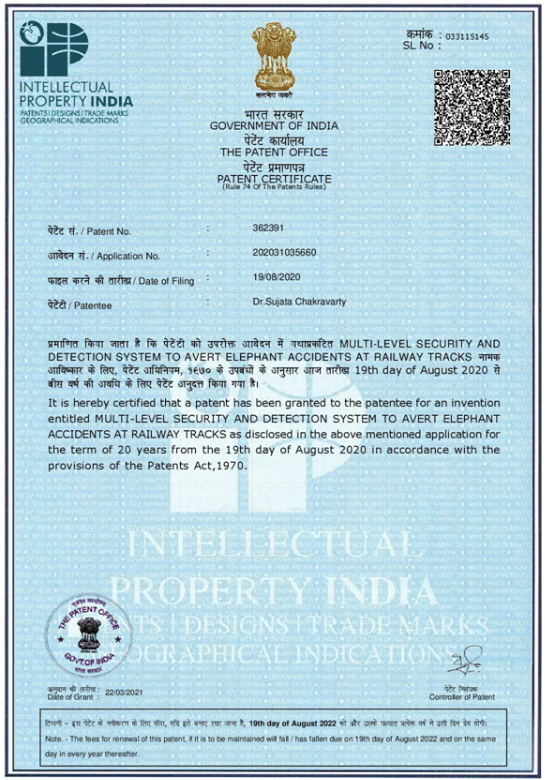 INTELLECTUAL
PROPERTY INDIA
PATENTS | DESIGNS | TRADE MARKS
GEOGRAPHICAL INDICATIONS
सत्यमेव जयते
क्रमांक : 033115145
SL No :
भारत सरकार
GOVERNMENT OF INDIA
पेटेंट कार्यालय
THE PATENT OFFICE
पेटेंट प्रमाणपत्र
PATENT CERTIFICATE
(Rule 74 Of The Patents Rules)
पेटेंट सं. / Patent No. : 362391
आवेदन सं. / Application No. : 202031035660
फाइल करने की तारीख / Date of Filing : 19/08/2020
पेटेंटी / Patentee : Dr.Sujata Chakravarty
प्रमाणित किया जाता है कि पेटेंटी को उपरोक्त आवेदन में यथाप्रकटित MULTI-LEVEL SECURITY AND
DETECTION SYSTEM TO AVERT ELEPHANT ACCIDENTS AT RAILWAY TRACKS नामक
आविष्कार के लिए, पेटेंट अधिनियम, १९७० के उपबंधों के अनुसार आज तारीख 19th day of August 2020 से
बीस वर्ष की अवधि के लिए पेटेंट अनुदत्त किया गया है।
It is hereby certified that a patent has been granted to the patentee for an invention
entitled MULTI-LEVEL SECURITY AND DETECTION SYSTEM TO AVERT ELEPHANT
ACCIDENTS AT RAILWAY TRACKS as disclosed in the above mentioned application for
the term of 20 years from the 19th day of August 2020 in accordance with the
provisions of the Patents Act,1970.
INTELLECTUAL
PROPERTY INDIA
TS | DESIGNS | TRADE MARKS
OGRAPHICAL INDICATIONS
THE PATENT OFFICE
GOVT.OF INDIA
भारत सरकार
अनुदान की तारीख : 22/03/2021
Date of Grant :
पेटेंट नियंत्रक
Controller of Patent
टिप्पणी - इस पेटेंट के नवीकरण के लिए फीस, यदि इसे बनाए रखा जाना है, 19th day of August 2022 को और उसके पश्चात प्रत्येक वर्ष मे उसी दिन देय होगी।
Note. - The fees for renewal of this patent, if it is to be maintained will fall / has fallen due on 19th day of August 2022 and on the same
day in every year thereafter.